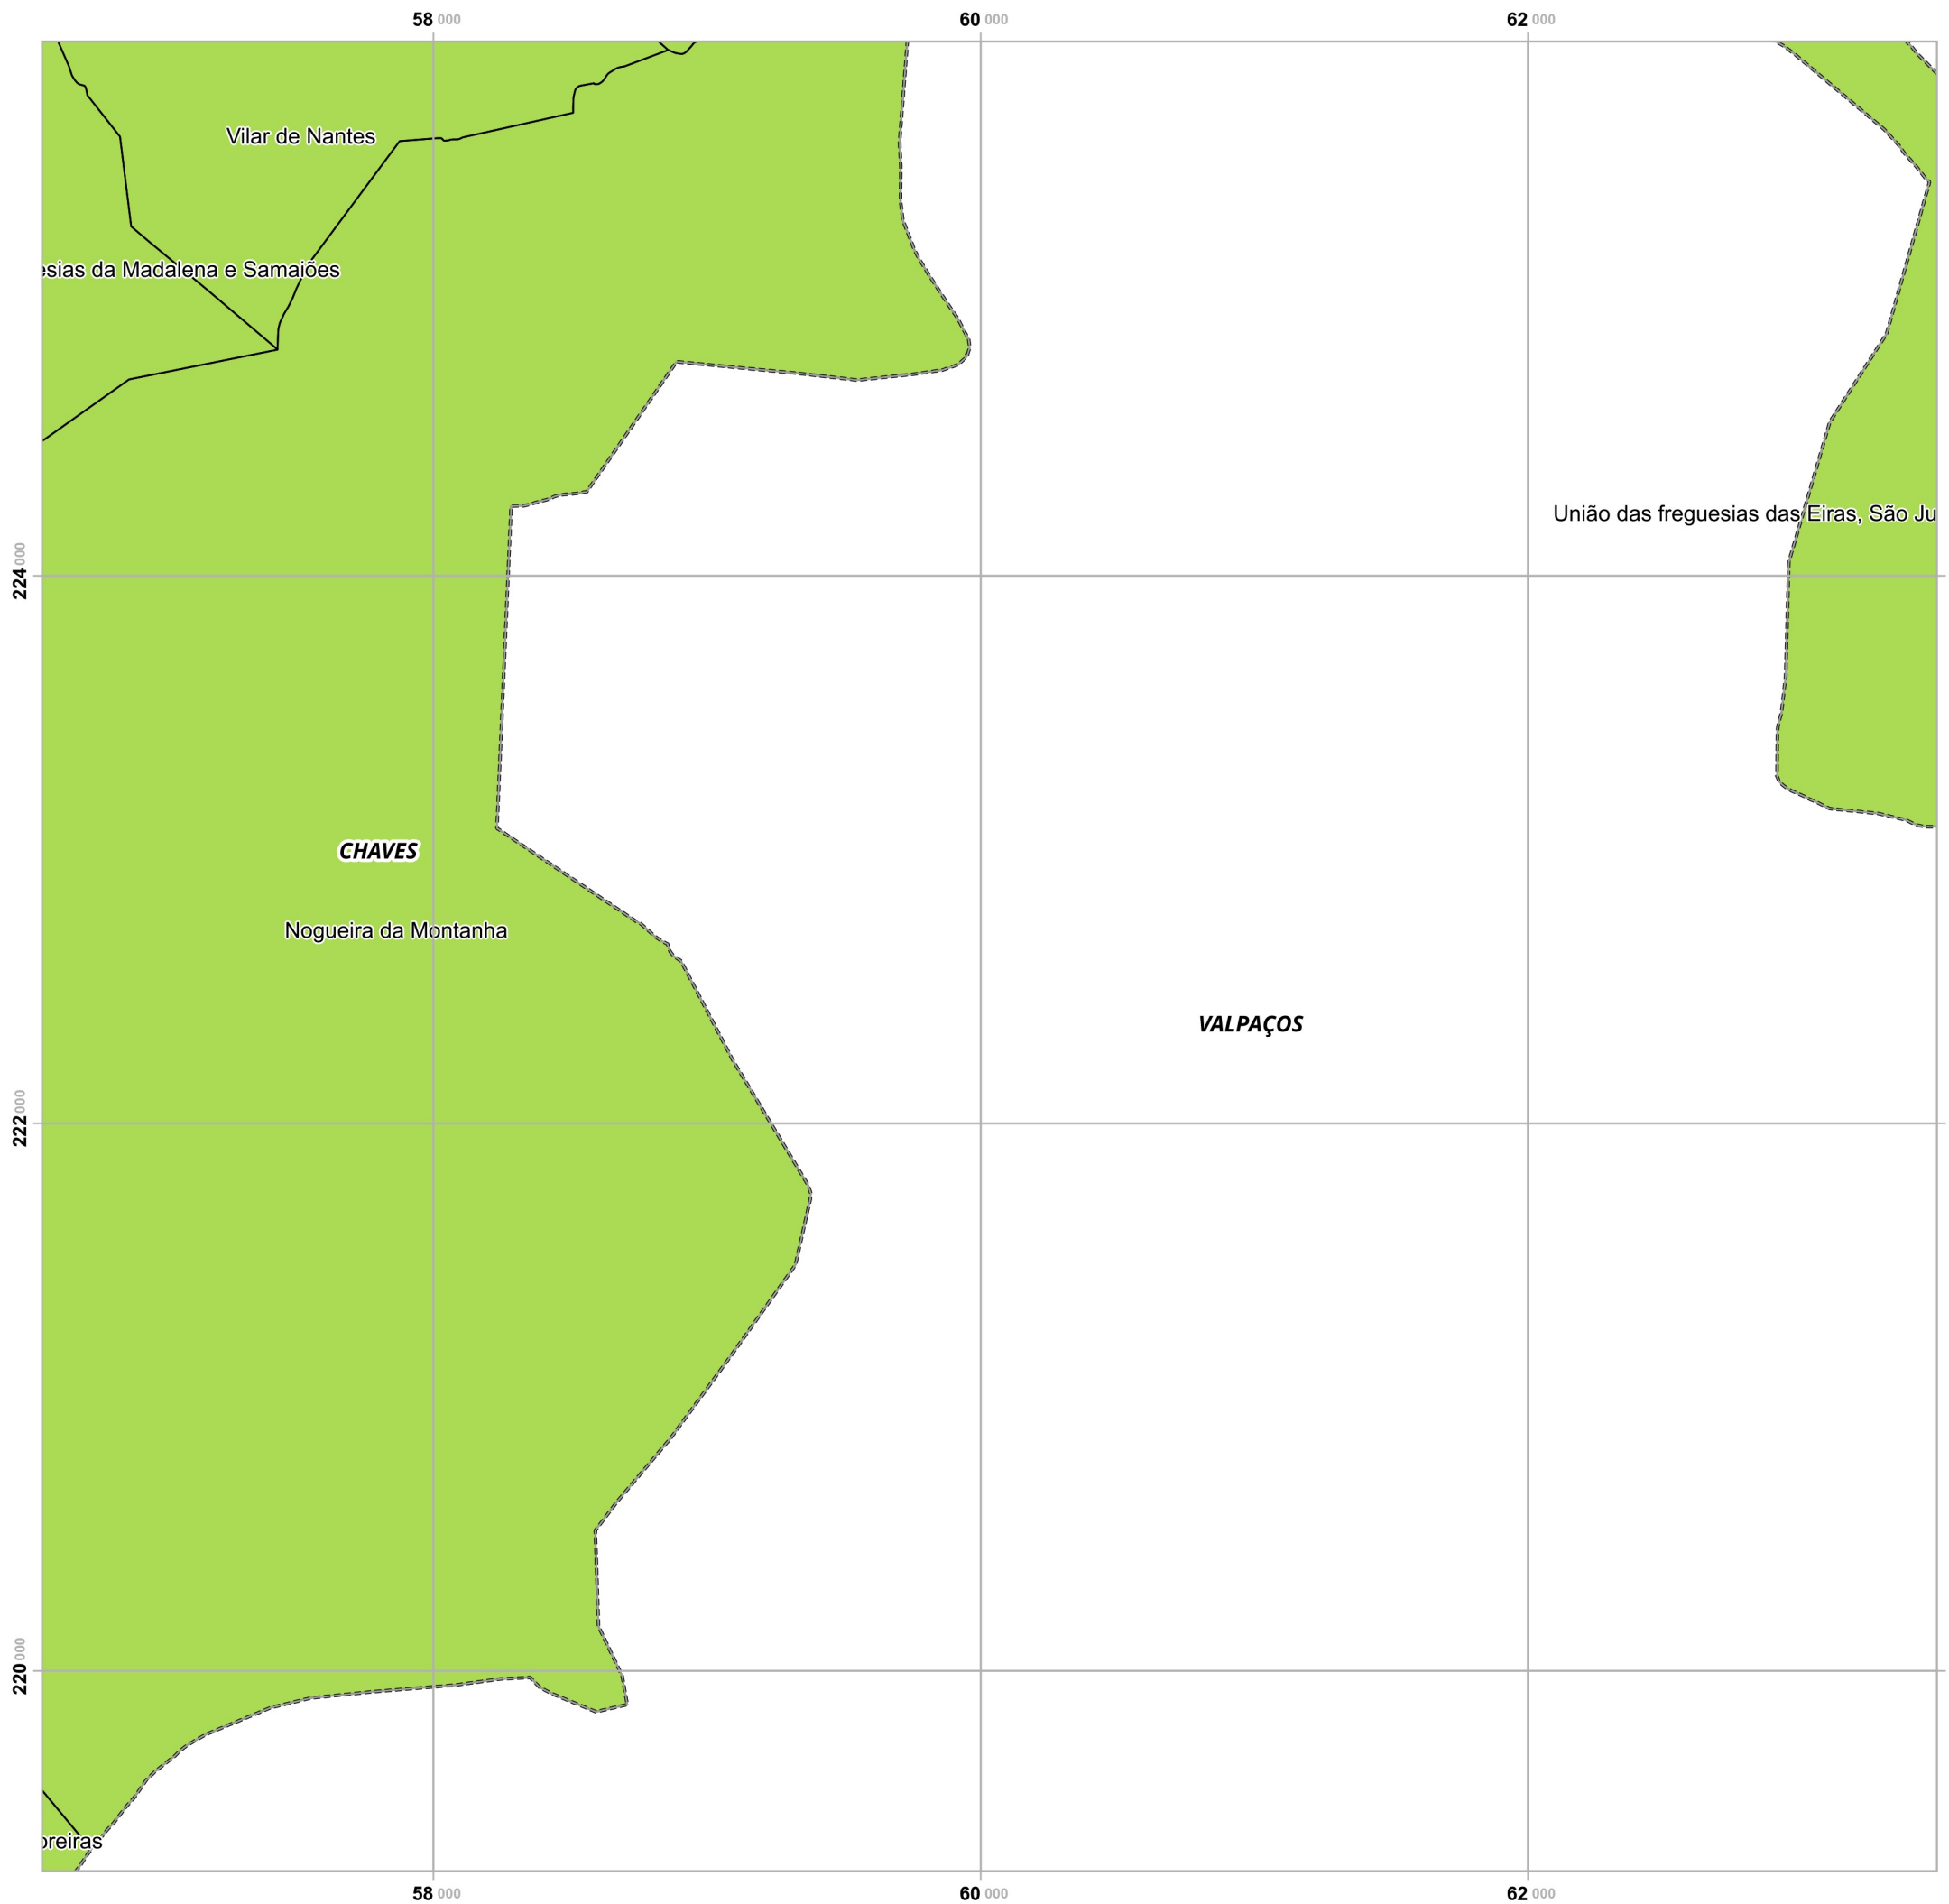 58 000 60 000 62 000
Vilar de Nantes
esias da Madalena e Samaiões
União das freguesias das Eiras, São Ju
224 000
CHAVES
Nogueira da Montanha
VALPAÇOS
222 000
220 000
oreiras
58 000 60 000 62 000